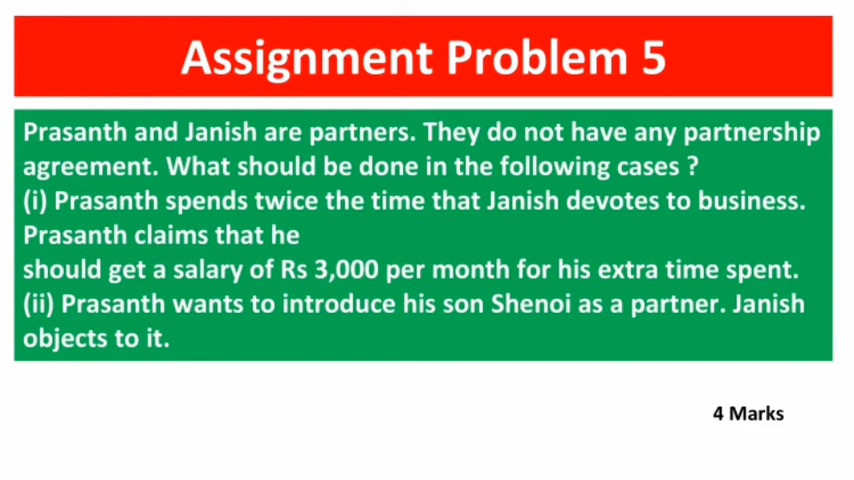 Assignment Problem 5
Prasanth and Janish are partners. They do not have any partnership
agreement. What should be done in the following cases ?
(i) Prasanth spends twice the time that Janish devotes to business.
Prasanth claims that he
should get a salary of Rs 3,000 per month for his extra time spent.
(ii) Prasanth wants to introduce his son Shenoi as a partner. Janish
objects to it.
4 Marks